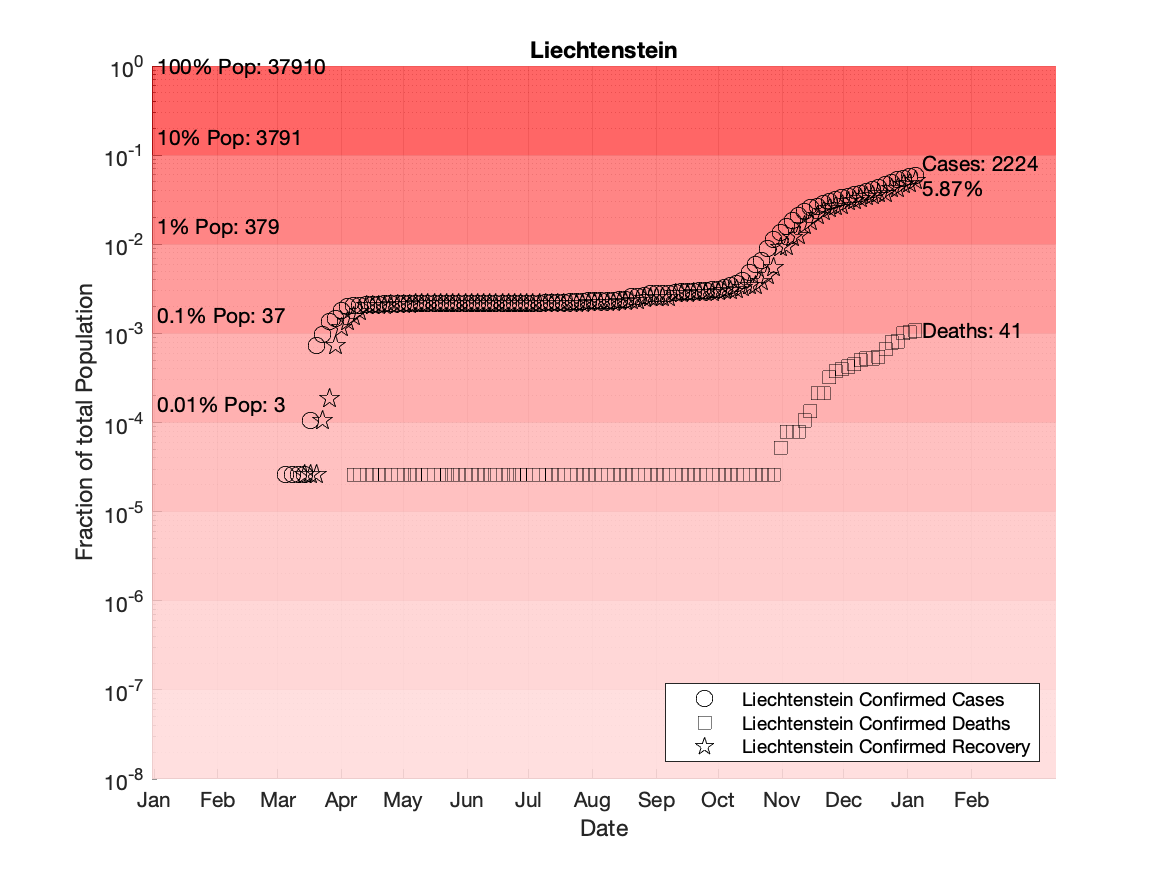 Liechtenstein
10^0
100% Pop: 37910
10% Pop: 3791
10^-1
Cases: 2224
5.87%
1% Pop: 379
10^-2
0.1% Pop: 37
10^-3
Deaths: 41
0.01% Pop: 3
10^-4
10^-5
10^-6
10^-7
10^-8
Fraction of total Population
Liechtenstein Confirmed Cases
Liechtenstein Confirmed Deaths
Liechtenstein Confirmed Recovery
Jan Feb Mar Apr May Jun Jul Aug Sep Oct Nov Dec Jan Feb
Date